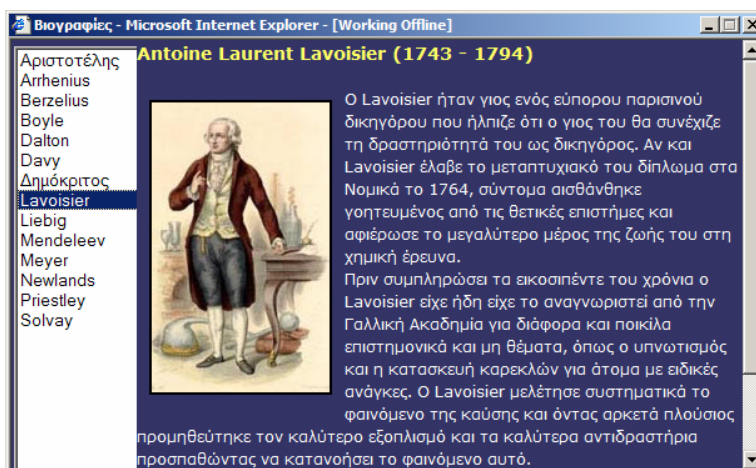 Βιογραφίες - Microsoft Internet Explorer - [Working Offline]
Αριστοτέλης
Arrhenius
Berzelius
Boyle
Dalton
Davy
Δημόκριτος
Lavoisier
Liebig
Mendeleev
Meyer
Newlands
Priestley
Solvay
Antoine Laurent Lavoisier (1743 - 1794)
Ο Lavoisier ήταν γιος ενός εύπορου παρισινού
δικηγόρου που ήλπιζε ότι ο γιος του θα συνέχιζε
τη δραστηριότητά του ως δικηγόρος. Αν και
Lavoisier έλαβε το μεταπτυχιακό του δίπλωμα στα
Νομικά το 1764, σύντομα αισθάνθηκε
γοητευμένος από τις θετικές επιστήμες και
αφιέρωσε το μεγαλύτερο μέρος της ζωής του στη
χημική έρευνα.
Πριν συμπληρώσει τα εικοσιπέντε του χρόνια ο
Lavoisier είχε ήδη είχε το αναγνωριστεί από την
Γαλλική Ακαδημία για διάφορα και ποικίλα
επιστημονικά και μη θέματα, όπως ο υπνωτισμός
και η κατασκευή καρεκλών για άτομα με ειδικές
ανάγκες. Ο Lavoisier μελέτησε συστηματικά το
φαινόμενο της καύσης και όντας αρκετά πλούσιος
προμηθεύτηκε τον καλύτερο εξοπλισμό και τα καλύτερα αντιδραστήρια
προσπαθώντας να κατανοήσει το φαινόμενο αυτό.